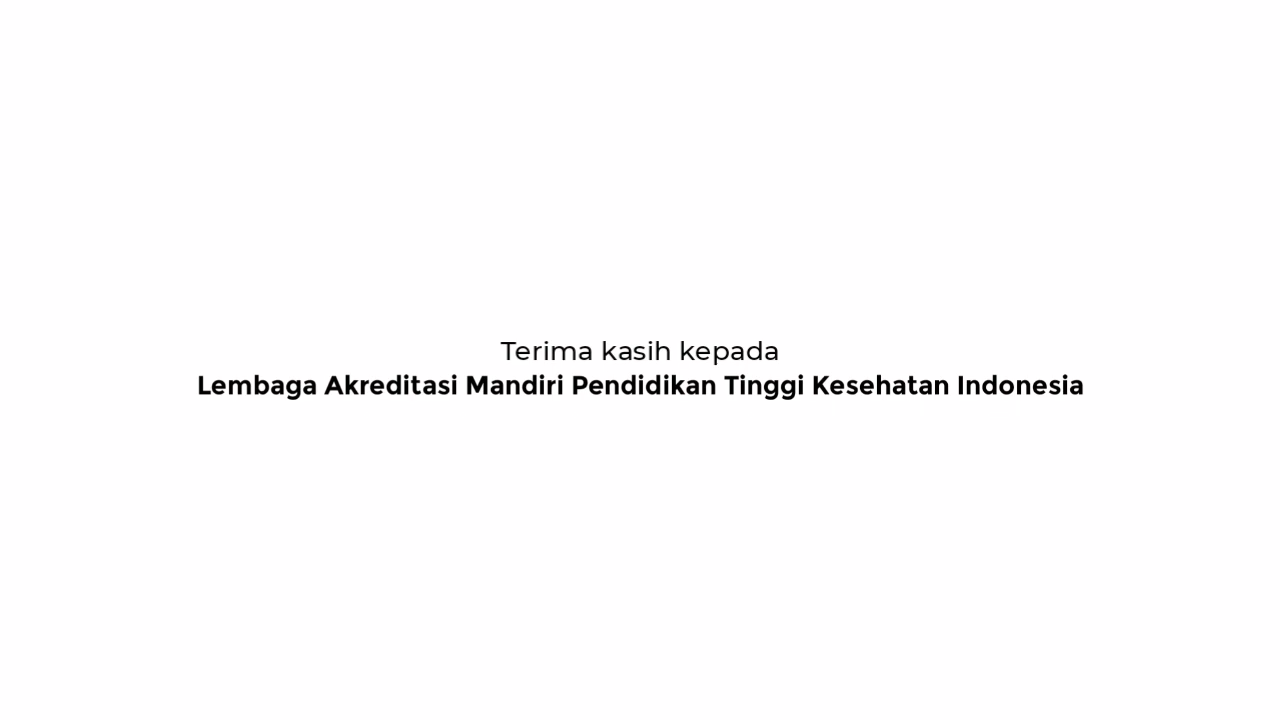 Terima kasih kepada
Lembaga Akreditasi Mandiri Pendidikan Tinggi Kesehatan Indonesia